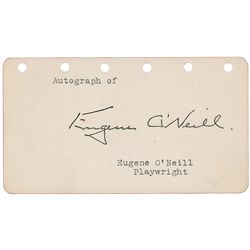 Autograph of
Eugene O'Neill.
Eugene O'Neill
Playwright